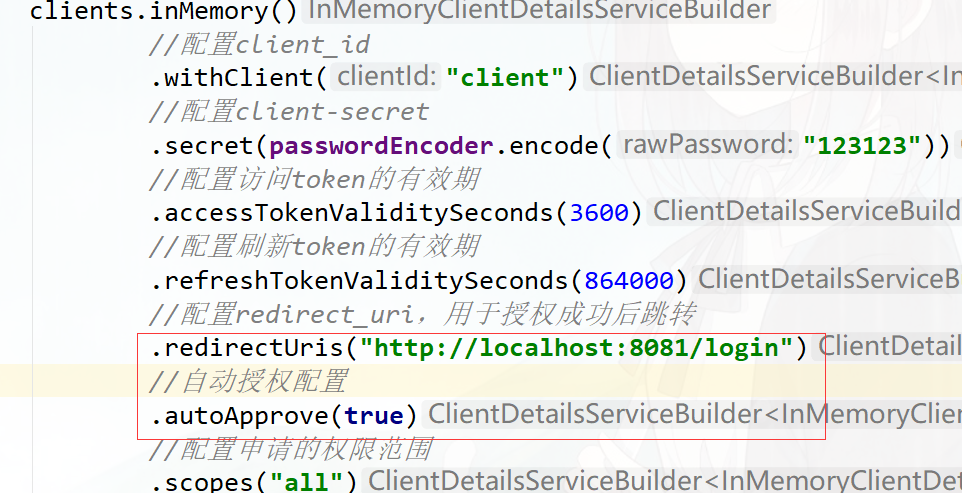 clients.inMemory() InMemoryClientDetailsServiceBuilder
//配置client_id
.withClient( clientId: "client") ClientDetailsServiceBuilder<In
//配置client-secret
.secret(passwordEncoder.encode( rawPassword: "123123"))
//配置访问token的有效期
.accessTokenValiditySeconds(3600) ClientDetailsServiceBuild
//配置刷新token的有效期
.refreshTokenValiditySeconds(864000) ClientDetailsServiceB
//配置redirect_uri，用于授权成功后跳转
.redirectUris("http://localhost:8081/login") ClientDetail
//自动授权配置
.autoApprove(true) ClientDetailsServiceBuilder<InMemoryClien
//配置申请的权限范围
.scopes("all") ClientDetailsServiceBuilder<InMemoryClientDet